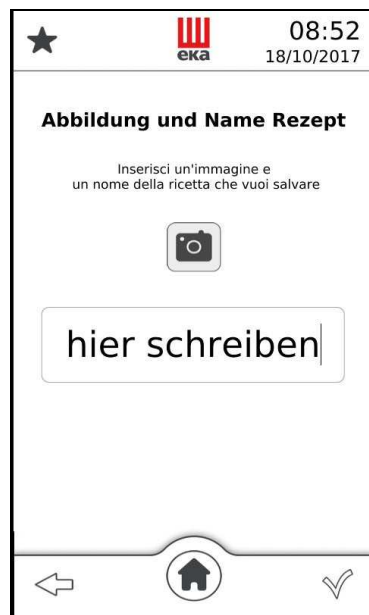 eka
08:52
18/10/2017
Abbildung und Name Rezept
Inserisci un'immagine e
un nome della ricetta che vuoi salvare
hier schreiben